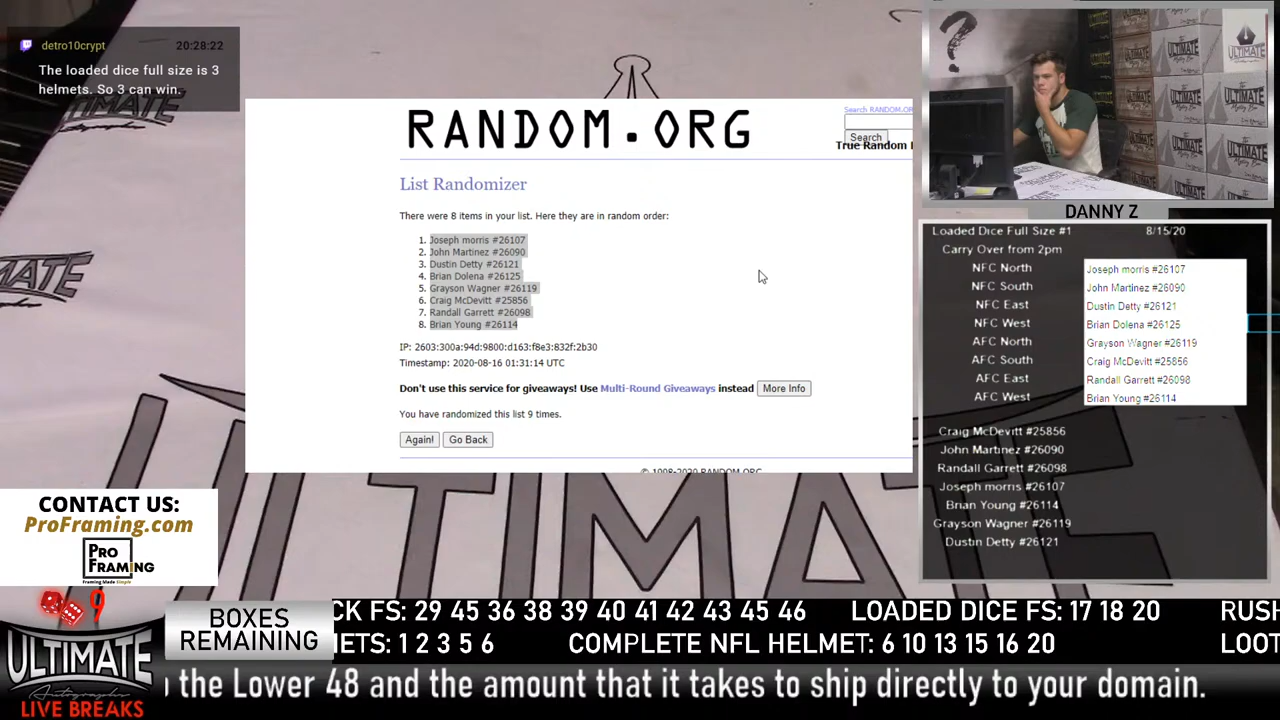 detro10crypt 20:28:22
The loaded dice full size is 3
helmets. So 3 can win.
RANDOM.ORG
Search RANDOM.OR
Search
True Random
List Randomizer
There were 8 items in your list. Here they are in random order:
1. Joseph morris #26107
2. John Martinez #26090
3. Dustin Detty #26121
4. Brian Dolena #26125
5. Grayson Wagner #26119
6. Craig McDevitt #25856
7. Randall Garrett #26098
8. Brian Young #26114
IP: 2603:300a:94d:9800:d163:f8e3:832f:2b30
Timestamp: 2020-08-16 01:31:14 UTC
Don't use this service for giveaways! Use Multi-Round Giveaways instead More Info
You have randomized this list 9 times.
Again! Go Back
© 1998-2020 RANDOM.ORG
DANNY Z
Loaded Dice Full Size #1 8/15/20
Carry Over from 2pm
NFC North Joseph morris #26107
NFC South John Martinez #26090
NFC East Dustin Detty #26121
NFC West Brian Dolena #26125
AFC North Grayson Wagner #26119
AFC South Craig McDevitt #25856
AFC East Randall Garrett #26098
AFC West Brian Young #26114
Craig McDevitt #25856
John Martinez #26090
Randall Garrett #26098
Joseph morris #26107
Brian Young #26114
Grayson Wagner #26119
Dustin Detty #26121
ULTIMATE
CONTACT US:
ProFraming.com
PRO
FRAMING
Framing Made Simple
9
ULTIMATE
Autographs
LIVE BREAKS
BOXES
REMAINING
CK FS: 29 45 36 38 39 40 41 42 43 45 46 LOADED DICE FS: 17 18 20 RUSH
METS: 1 2 3 5 6 COMPLETE NFL HELMET: 6 10 13 15 16 20 LOOT
o the Lower 48 and the amount that it takes to ship directly to your domain.